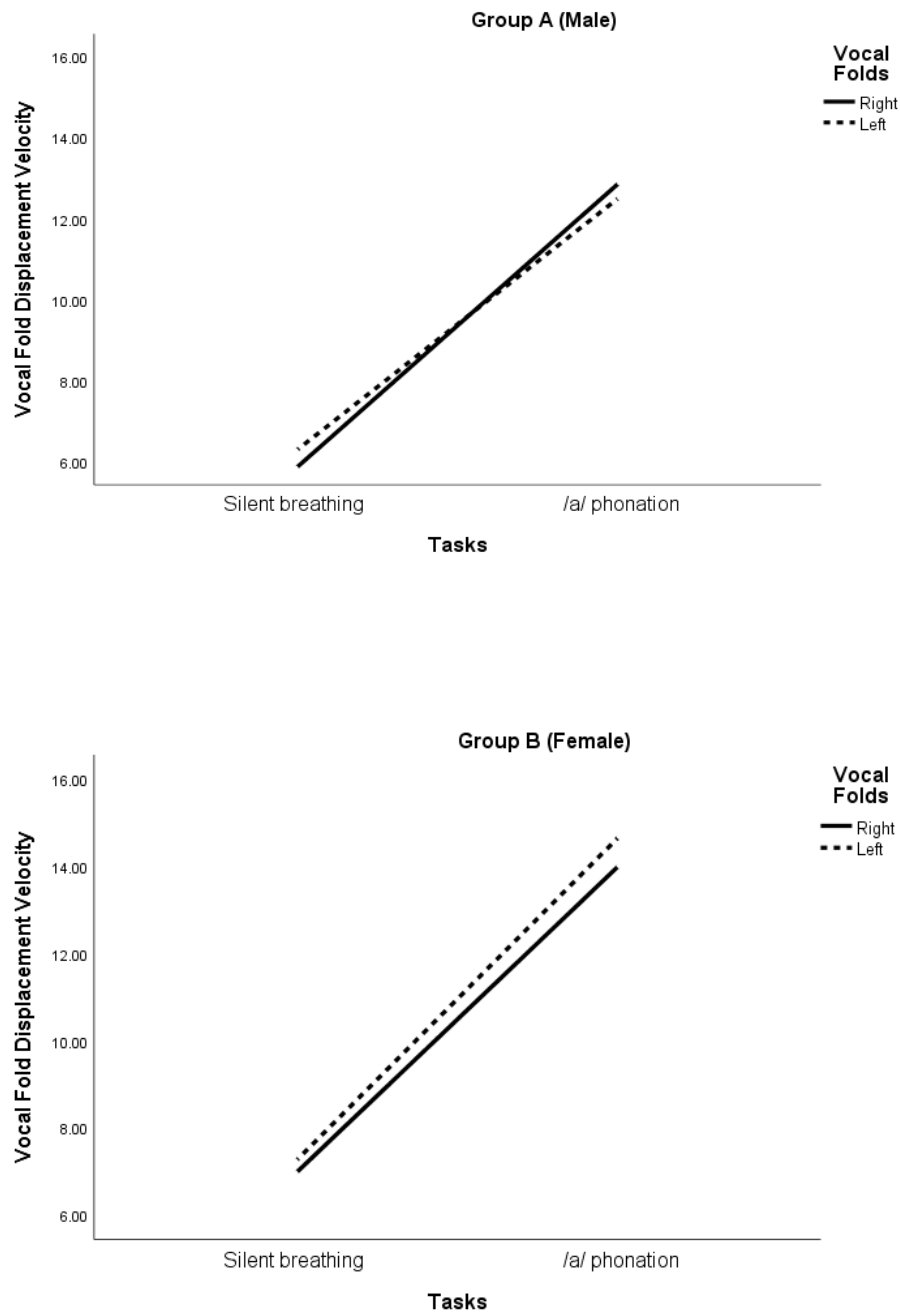 Group A (Male)
Vocal Fold Displacement Velocity
16.00
14.00
12.00
10.00
8.00
6.00
Silent breathing
/a/ phonation
Tasks
Vocal
Folds
Right
Left
Group B (Female)
Vocal Fold Displacement Velocity
16.00
14.00
12.00
10.00
8.00
6.00
Silent breathing
/a/ phonation
Tasks
Vocal
Folds
Right
Left